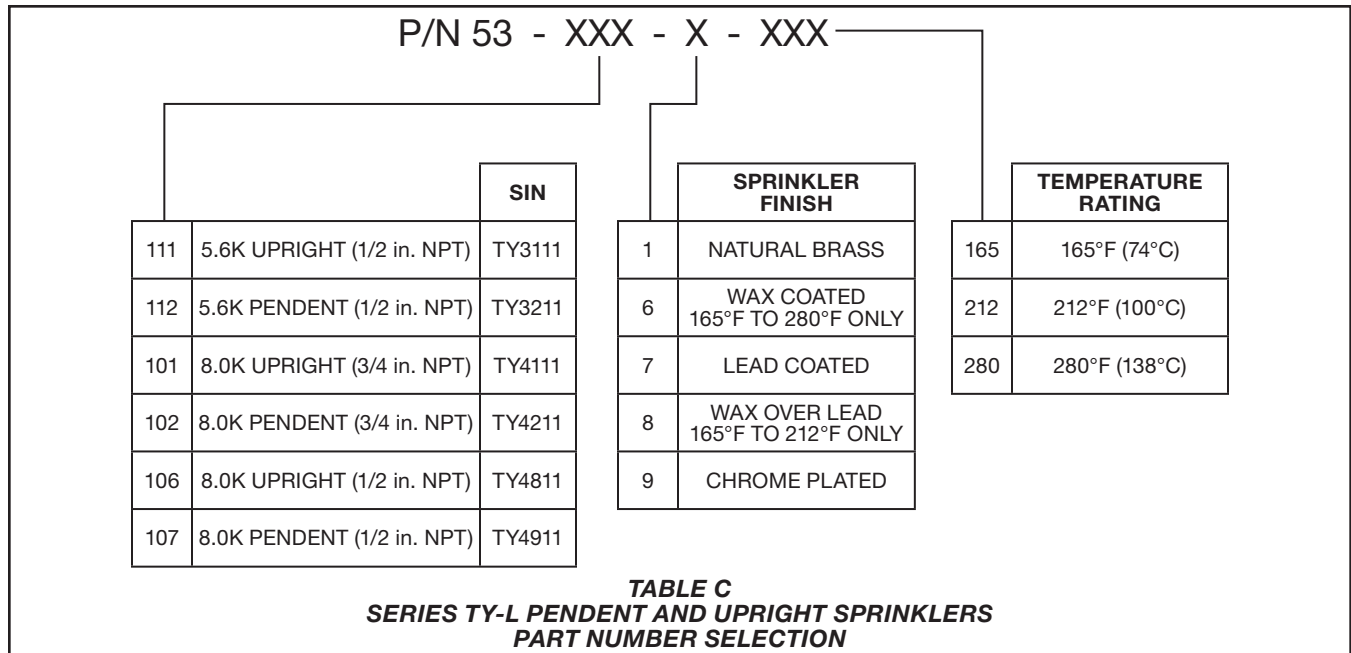 P/N 53 - XXX - X - XXX
SIN
111 5.6K UPRIGHT (1/2 in. NPT) TY3111
112 5.6K PENDENT (1/2 in. NPT) TY3211
101 8.0K UPRIGHT (3/4 in. NPT) TY4111
102 8.0K PENDENT (3/4 in. NPT) TY4211
106 8.0K UPRIGHT (1/2 in. NPT) TY4811
107 8.0K PENDENT (1/2 in. NPT) TY4911
SPRINKLER
FINISH
1 NATURAL BRASS
6 WAX COATED
165°F TO 280°F ONLY
7 LEAD COATED
8 WAX OVER LEAD
165°F TO 212°F ONLY
9 CHROME PLATED
TEMPERATURE
RATING
165 165°F (74°C)
212 212°F (100°C)
280 280°F (138°C)
TABLE C
SERIES TY-L PENDENT AND UPRIGHT SPRINKLERS
PART NUMBER SELECTION